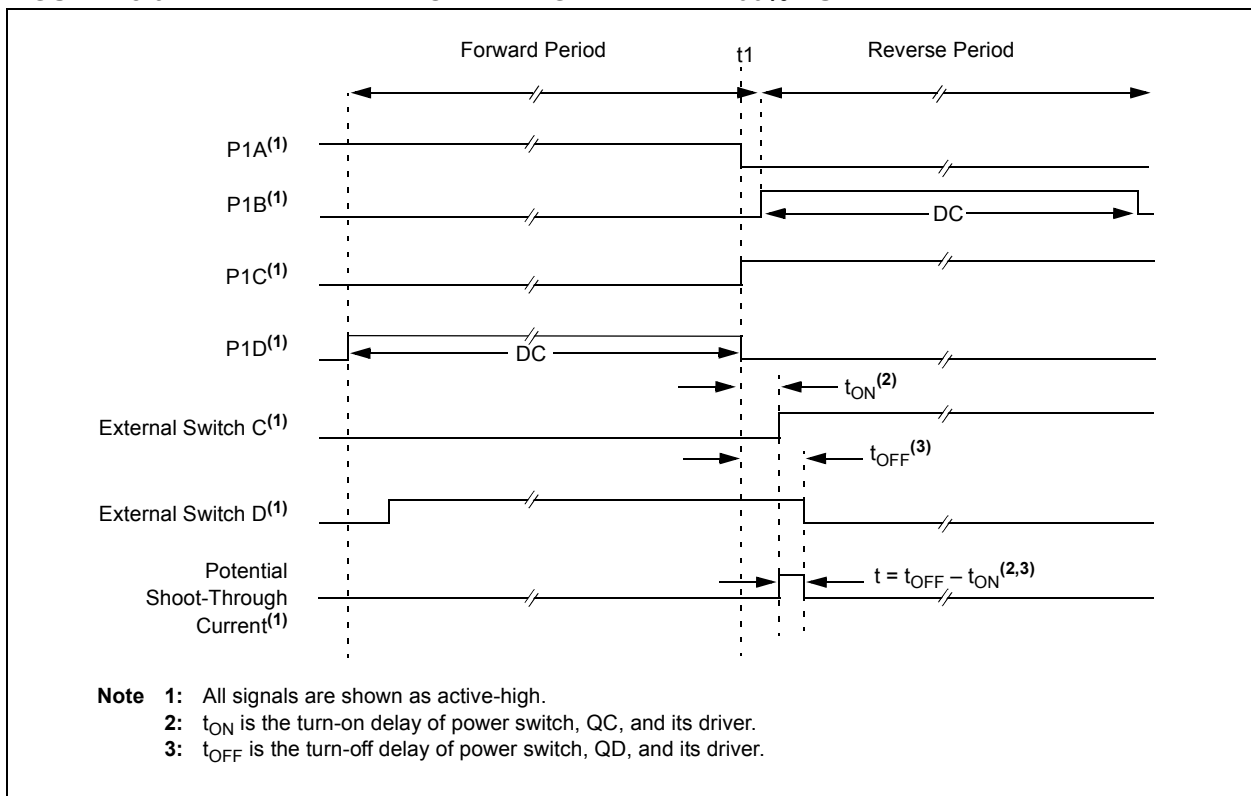 Forward Period
t1
Reverse Period
P1A(1)
P1B(1)
DC
P1C(1)
P1D(1)
DC
tON(2)
External Switch C(1)
tOFF(3)
External Switch D(1)
Potential
Shoot-Through
Current(1)
t = tOFF – tON(2,3)
Note 1: All signals are shown as active-high.
2: tON is the turn-on delay of power switch, QC, and its driver.
3: tOFF is the turn-off delay of power switch, QD, and its driver.